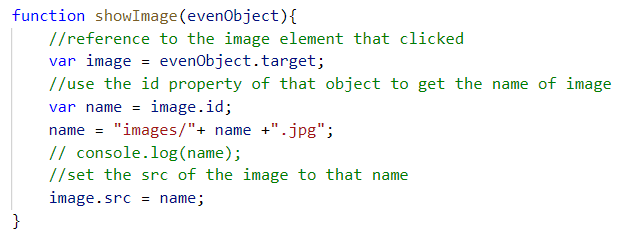 function showImage(evenObject){
    //reference to the image element that clicked
    var image = evenObject.target;
    //use the id property of that object to get the name of image
    var name = image.id;
    name = "images/"+ name +".jpg";
    // console.log(name);
    //set the src of the image to that name
    image.src = name;
}